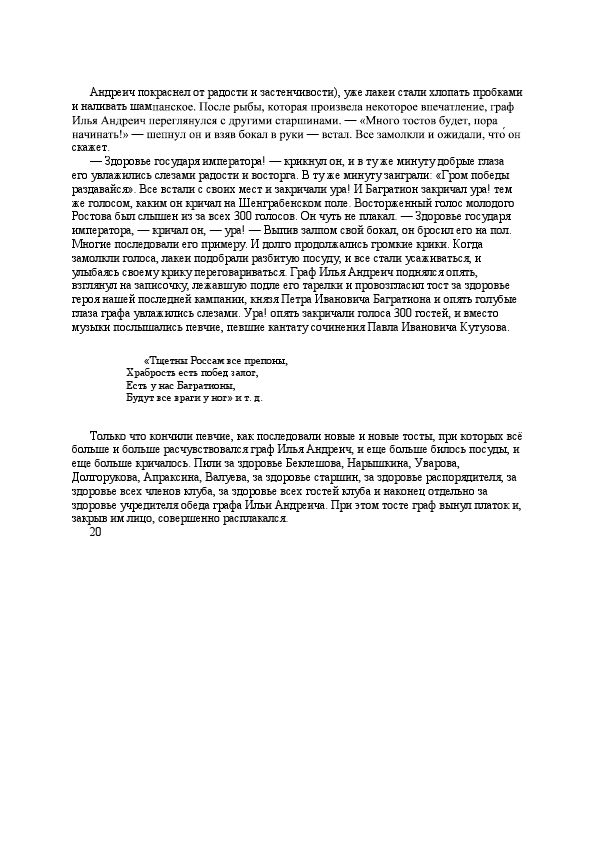 Андреич покраснел от радости и застенчивости), уже лакеи стали хлопать пробками
и наливать шампанское. После рыбы, которая произвела некоторое впечатление, граф
Илья Андреич переглянулся с другими старшинами. — «Много тостов будет, пора
начинать!» — шепнул он и взяв бокал в руки — встал. Все замолкли и ожидали, что́ он
скажет.
— Здоровье государя императора! — крикнул он, и в ту же минуту добрые глаза
его увлажились слезами радости и восторга. В ту же минуту заиграли: «Гром победы
раздавайся». Все встали с своих мест и закричали ура! И Багратион закричал ура! тем
же голосом, каким он кричал на Шенграбенском поле. Восторженный голос молодого
Ростова был слышен из за всех 300 голосов. Он чуть не плакал. — Здоровье государя
императора, — кричал он, — ура! — Выпив залпом свой бокал, он бросил его на пол.
Многие последовали его примеру. И долго продолжались громкие крики. Когда
замолкли голоса, лакеи подобрали разбитую посуду, и все стали усаживаться, и
улыбаясь своему крику переговариваться. Граф Илья Андреич поднялся опять,
взглянул на записочку, лежавшую подле его тарелки и провозгласил тост за здоровье
героя нашей последней кампании, князя Петра Ивановича Багратиона и опять голубые
глаза графа увлажились слезами. Ура! опять закричали голоса 300 гостей, и вместо
музыки послышались певчие, певшие кантату сочинения Павла Ивановича Кутузова.
«Тщетны Россам все препоны,
Храбрость есть побед залог,
Есть у нас Багратионы,
Будут все враги у ног» и т. д.
Только что кончили певчие, как последовали новые и новые тосты, при которых всё
больше и больше расчувствовался граф Илья Андреич, и еще больше билось посуды, и
еще больше кричалось. Пили за здоровье Беклешова, Нарышкина, Уварова,
Долгорукова, Апраксина, Валуева, за здоровье старшин, за здоровье распорядителя, за
здоровье всех членов клуба, за здоровье всех гостей клуба и наконец отдельно за
здоровье учредителя обеда графа Ильи Андреича. При этом тосте граф вынул платок и,
закрыв им лицо, совершенно расплакался.
20